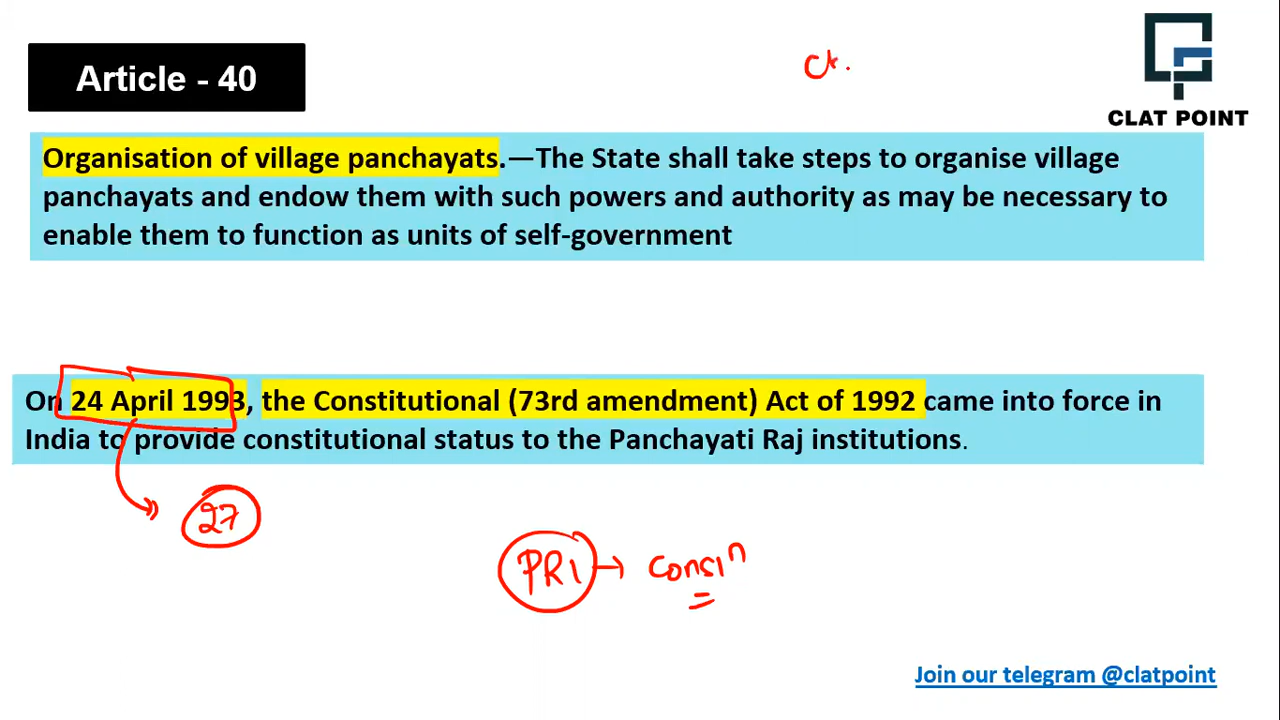 Article - 40
CLAT POINT
Organisation of village panchayats.—The State shall take steps to organise village
panchayats and endow them with such powers and authority as may be necessary to
enable them to function as units of self-government
On 24 April 1993, the Constitutional (73rd amendment) Act of 1992 came into force in
India to provide constitutional status to the Panchayati Raj institutions.
27
PRI → Consiⁿ
Join our telegram @clatpoint